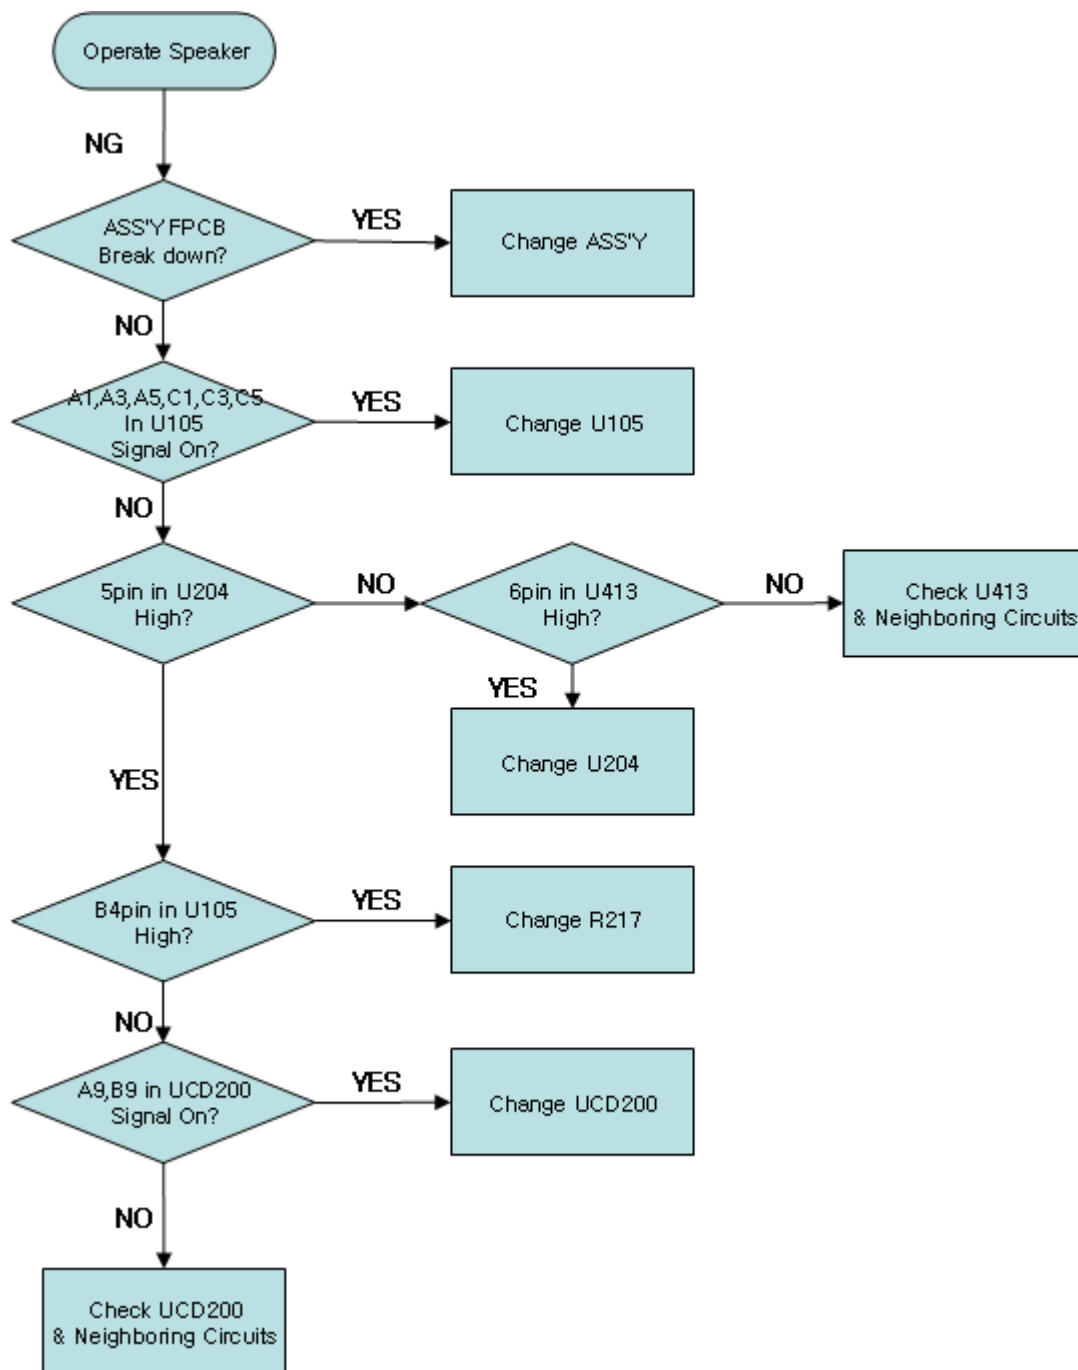 Operate Speaker
NG
ASS'Y FPCB
Break down?
YES
Change ASS'Y
NO
A1,A3,A5,C1,C3,C5
In U105
Signal On?
YES
Change U105
NO
5pin in U204
High?
NO
6pin in U413
High?
NO
Check U413
& Neighboring Circuits
YES
Change U204
YES
B4pin in U105
High?
YES
Change R217
NO
A9,B9 in UCD200
Signal On?
YES
Change UCD200
NO
Check UCD200
& Neighboring Circuits